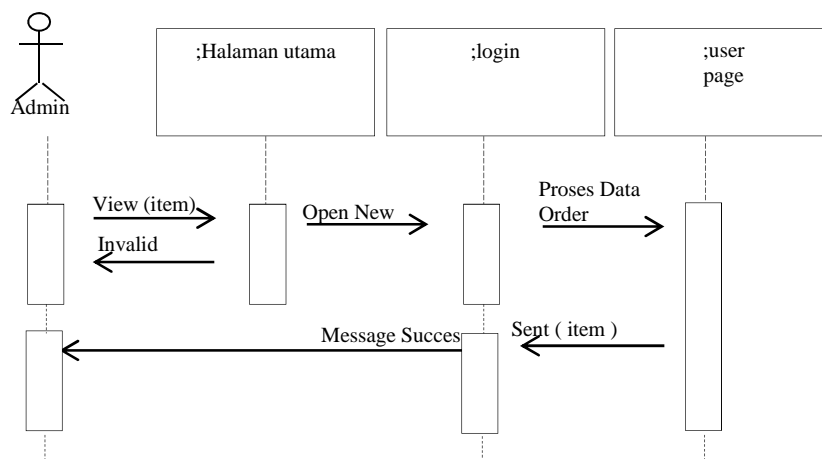 ;Halaman utama
;login
;user
page
Admin
View (item)
Open New
Proses Data
Order
Invalid
Message Succes
Sent ( item )